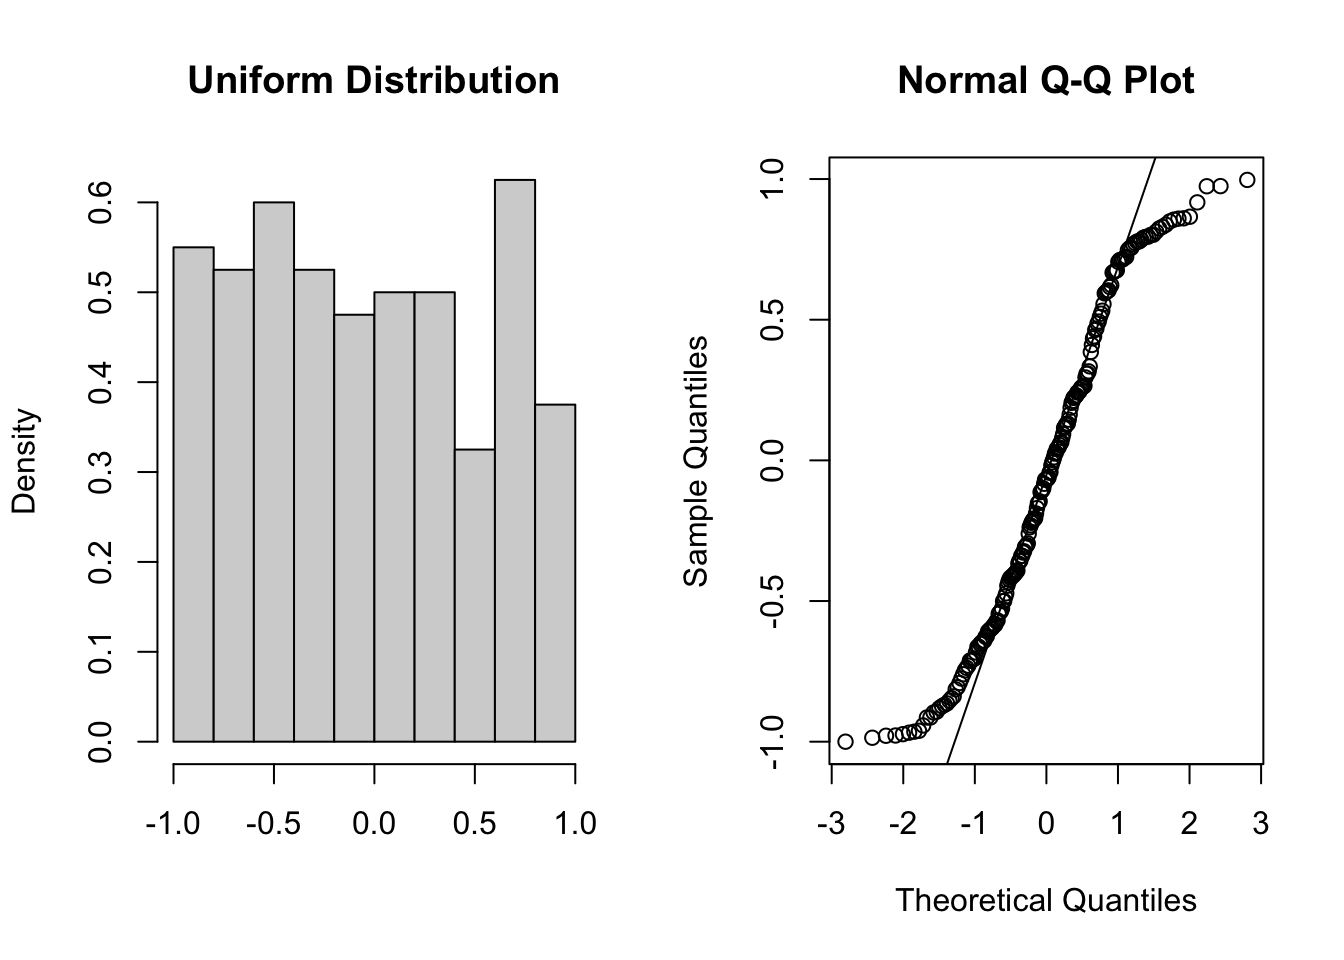 Uniform Distribution
Density
0.6
0.5
0.4
0.3
0.2
0.1
0.0
-1.0 -0.5 0.0 0.5 1.0
Normal Q-Q Plot
Sample Quantiles
1.0
0.5
0.0
-0.5
-1.0
-3 -2 -1 0 1 2 3
Theoretical Quantiles